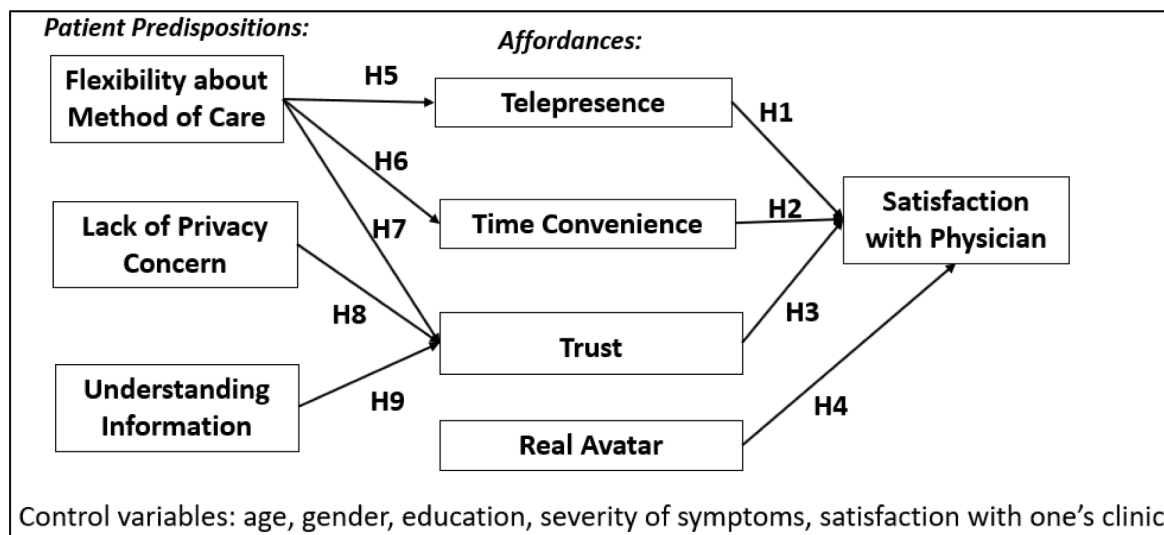 Patient Predispositions:
Affordances:
Flexibility about
Method of Care
H5
Telepresence
H1
H6
Lack of Privacy
Concern
H7
Time Convenience
H2
Satisfaction
with Physician
H8
Trust
H3
Understanding
Information
H9
Real Avatar
H4
Control variables: age, gender, education, severity of symptoms, satisfaction with one's clinic